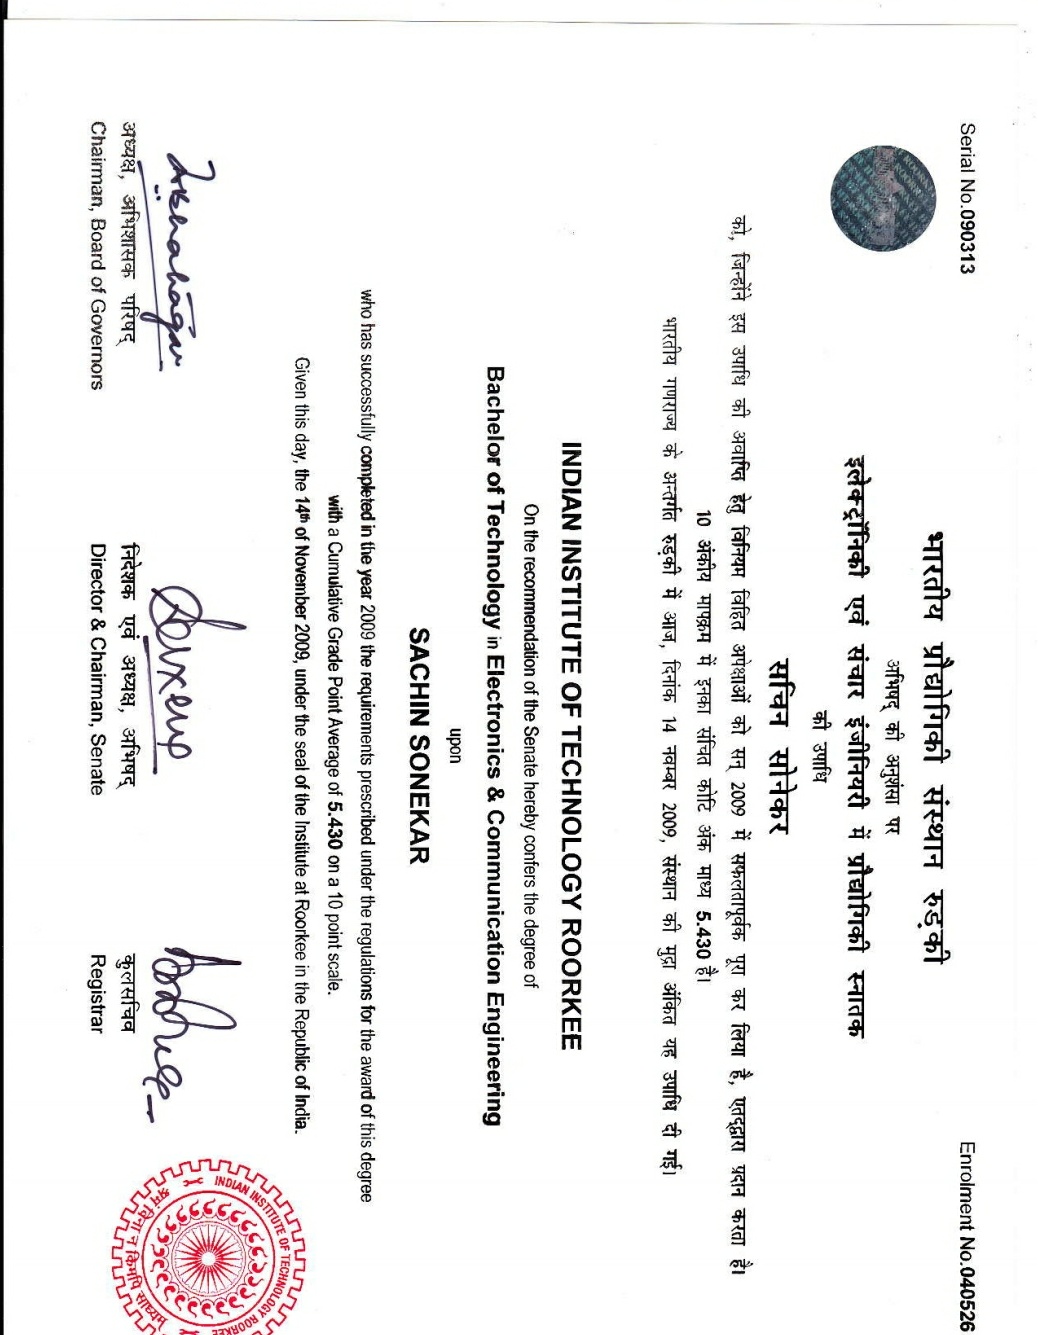 Serial No.090313
Enrolment No.040526
भारतीय प्रौद्योगिकी संस्थान रुड़की
अभिषद् की अनुशंसा पर
इलेक्ट्रॉनिकी एवं संचार इंजीनियरी में प्रौद्योगिकी स्नातक
की उपाधि
सचिन सोनेकर
को, जिन्होंने इस उपाधि की अवाप्ति हेतु विनियम विहित अपेक्षाओं को सन् 2009 में सफलतापूर्वक पूरा कर लिया है, एतद्द्वारा प्रदान करता है।
10 अंकीय मापक्रम में इनका संचित कोटि अंक माध्य 5.430 है।
भारतीय गणराज्य के अन्तर्गत रुड़की में आज, दिनांक 14 नवम्बर 2009, संस्थान की मुद्रा अंकित यह उपाधि दी गई।
INDIAN INSTITUTE OF TECHNOLOGY ROORKEE
On the recommendation of the Senate hereby confers the degree of
Bachelor of Technology in Electronics & Communication Engineering
upon
SACHIN SONEKAR
who has successfully completed in the year 2009 the requirements prescribed under the regulations for the award of this degree
with a Cumulative Grade Point Average of 5.430 on a 10 point scale.
Given this day, the 14th of November 2009, under the seal of the Institute at Roorkee in the Republic of India.
अध्यक्ष, अभिशासक परिषद्
Chairman, Board of Governors
निदेशक एवं अध्यक्ष, अभिषद्
Director & Chairman, Senate
कुलसचिव
Registrar
INDIAN INSTITUTE OF TECHNOLOGY ROORKEE